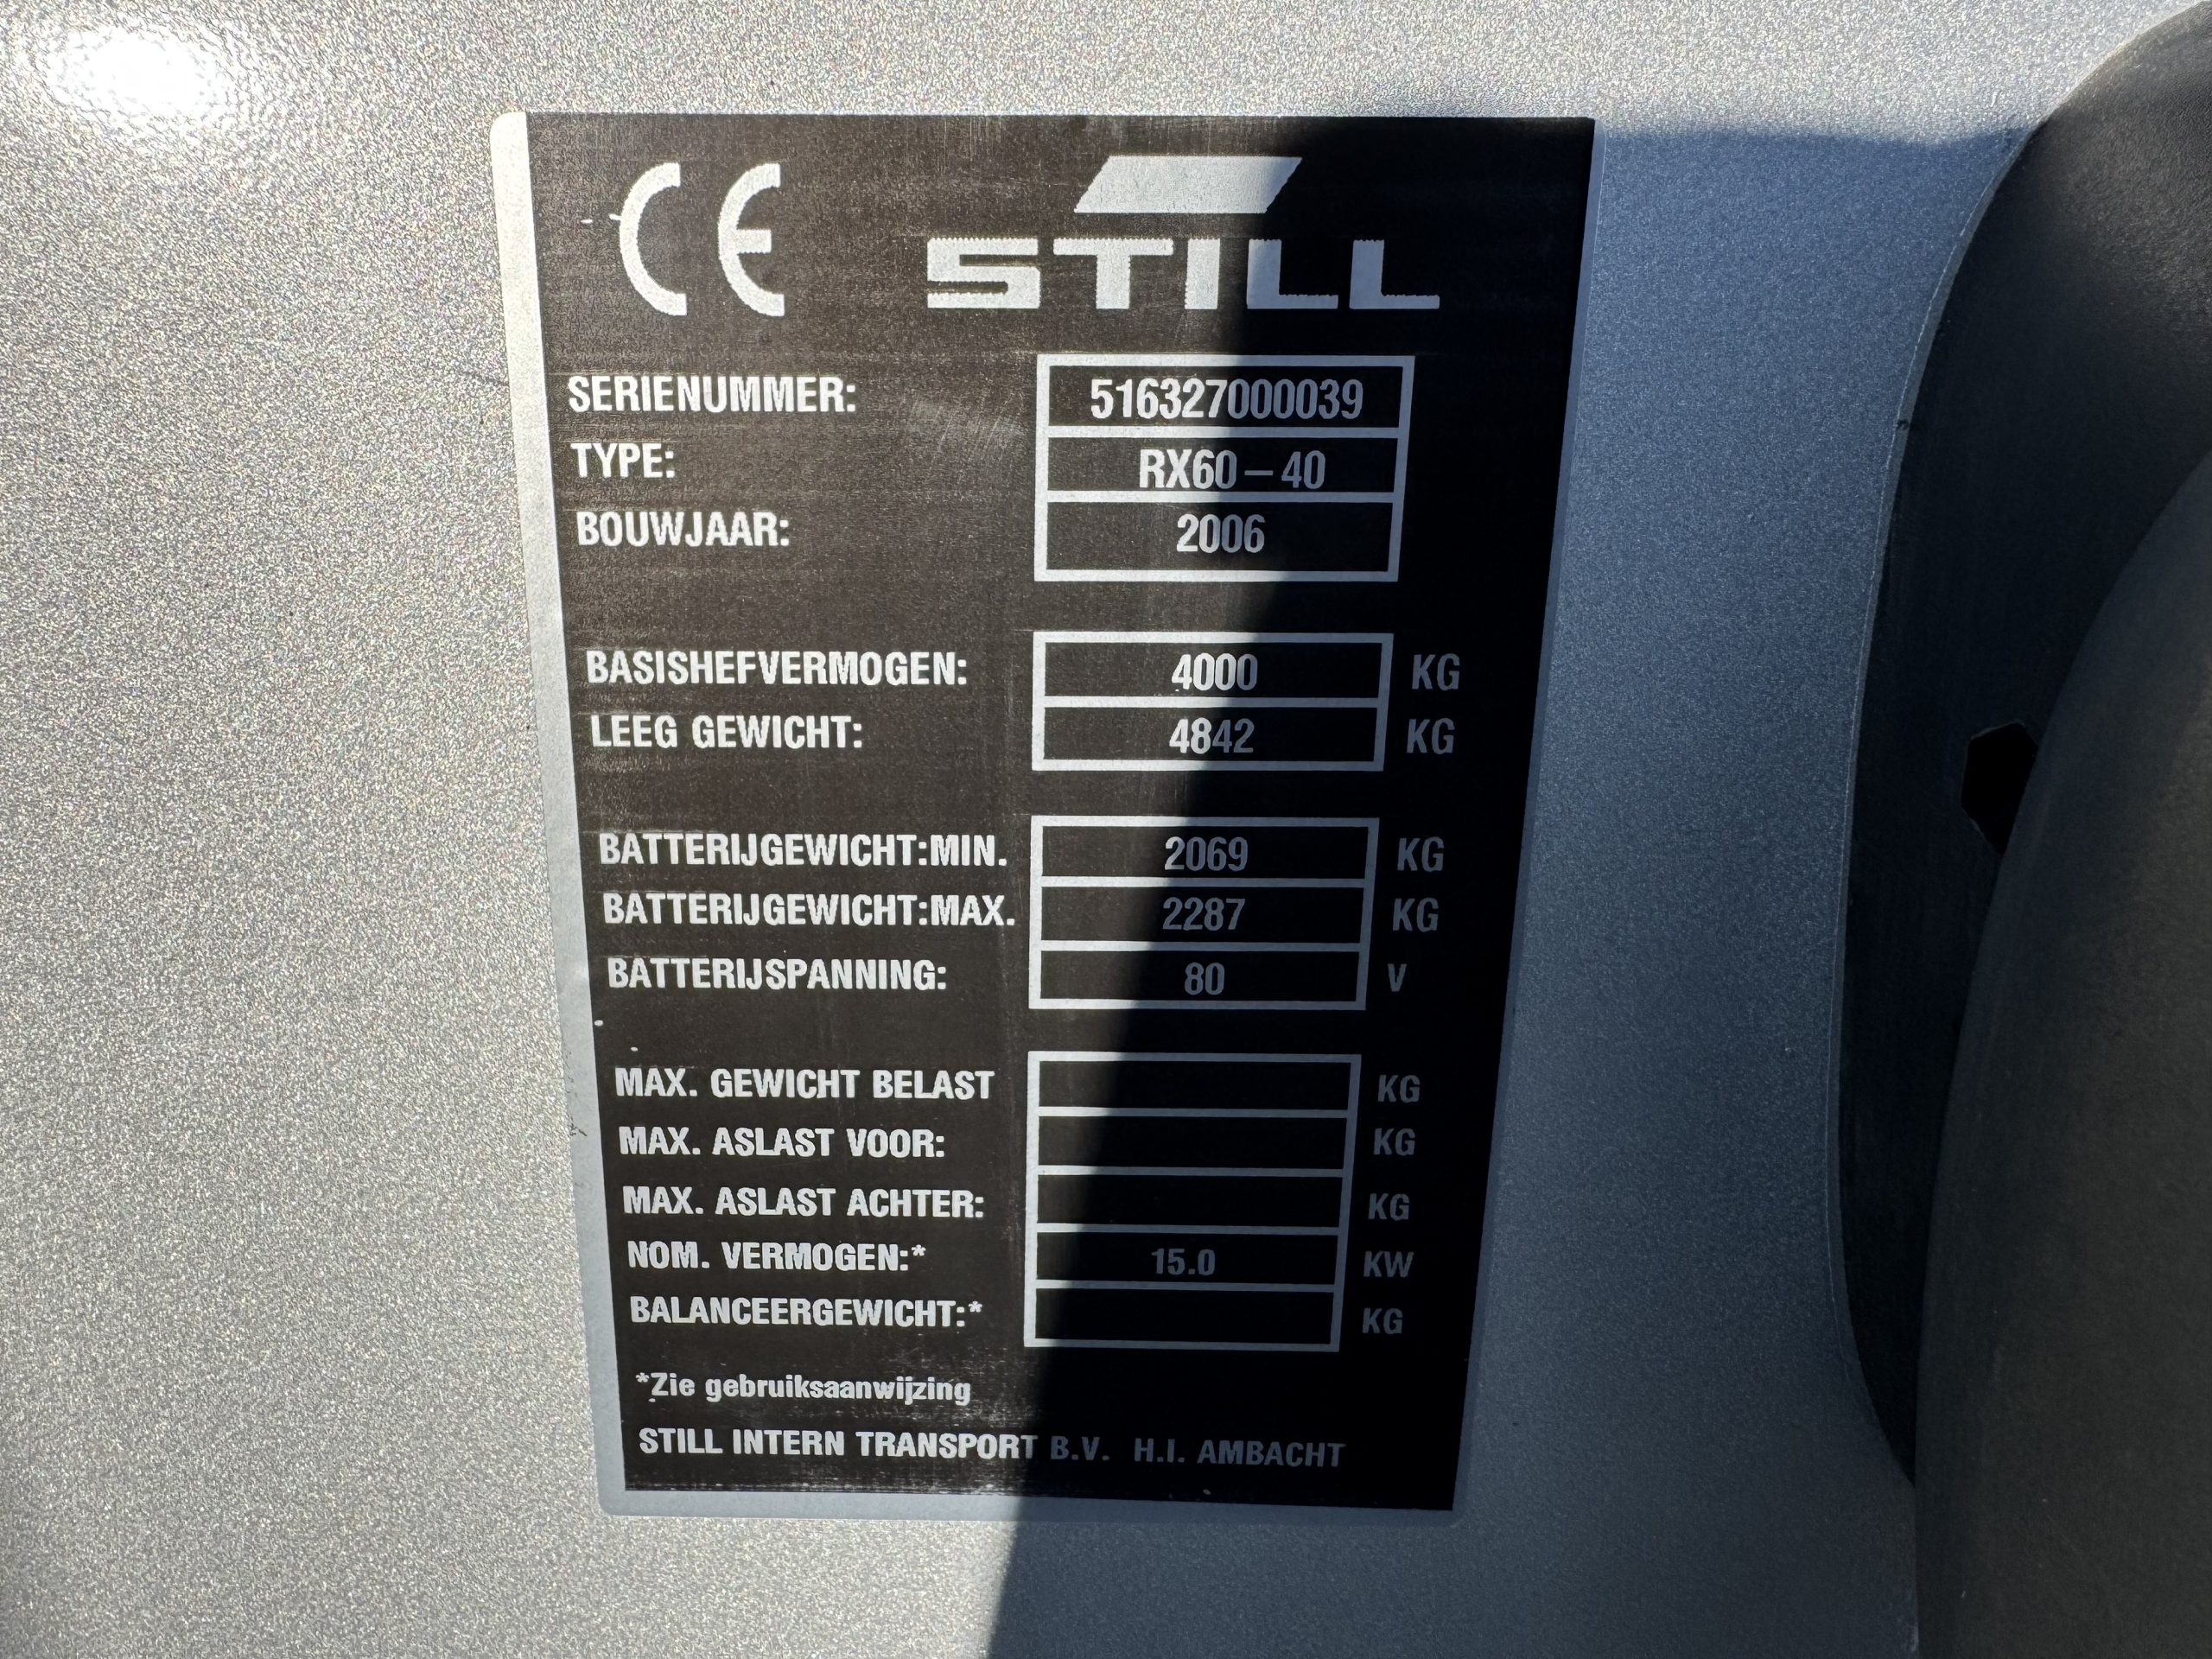 CE STILL
SERIENUMMER: 516327000039
TYPE: RX60-40
BOUWJAAR: 2006
BASISHEFVERMOGEN: 4000 KG
LEEG GEWICHT: 4842 KG
BATTERIJGEWICHT:MIN. 2069 KG
BATTERIJGEWICHT:MAX. 2287 KG
BATTERIJSPANNING: 80 V
MAX. GEWICHT BELAST KG
MAX. ASLAST VOOR: KG
MAX. ASLAST ACHTER: KG
NOM. VERMOGEN:* 15.0 KW
BALANCEERGEWICHT:* KG
*Zie gebruiksaanwijzing
STILL INTERN TRANSPORT B.V. H.I. AMBACHT